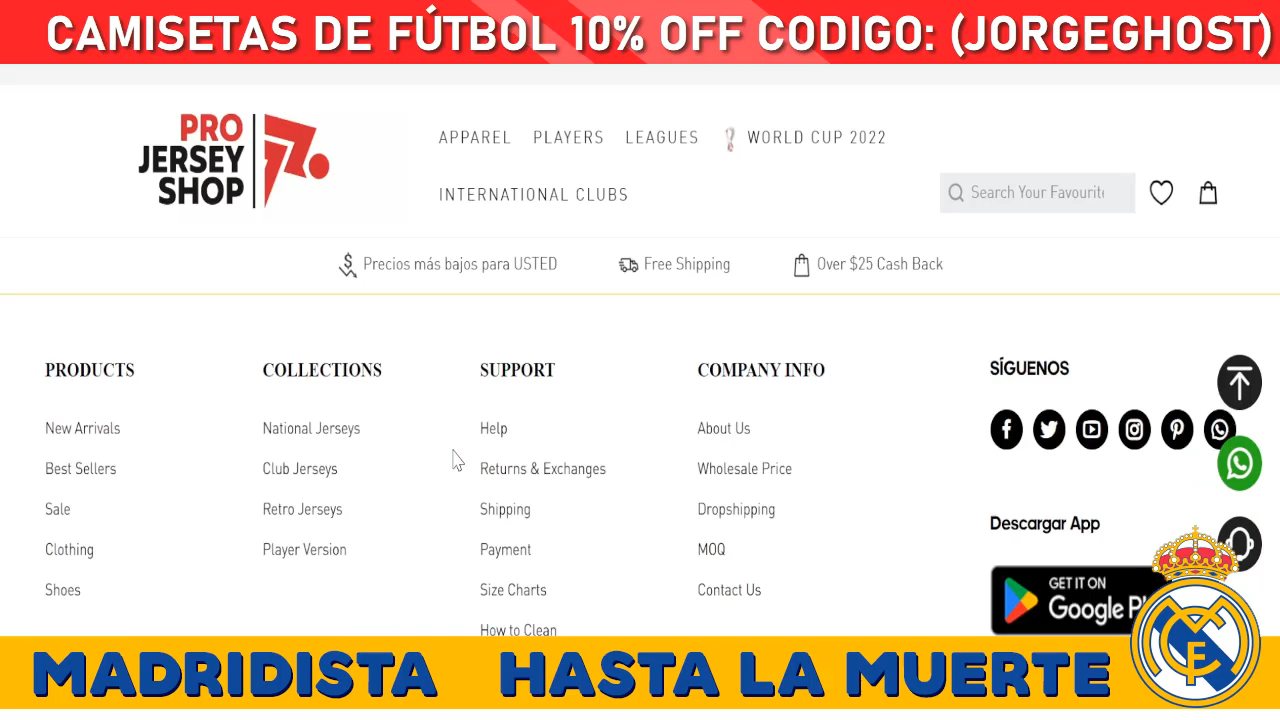 CAMISETAS DE FÚTBOL 10% OFF CODIGO: (JORGEGHOST)
PRO
JERSEY
SHOP
APPAREL PLAYERS LEAGUES WORLD CUP 2022
INTERNATIONAL CLUBS
Search Your Favourite
Precios más bajos para USTED Free Shipping Over $25 Cash Back
PRODUCTS
New Arrivals
Best Sellers
Sale
Clothing
Shoes
COLLECTIONS
National Jerseys
Club Jerseys
Retro Jerseys
Player Version
SUPPORT
Help
Returns & Exchanges
Shipping
Payment
Size Charts
How to Clean
COMPANY INFO
About Us
Wholesale Price
Dropshipping
MOQ
Contact Us
SÍGUENOS
Descargar App
GET IT ON
Google
MADRIDISTA HASTA LA MUERTE